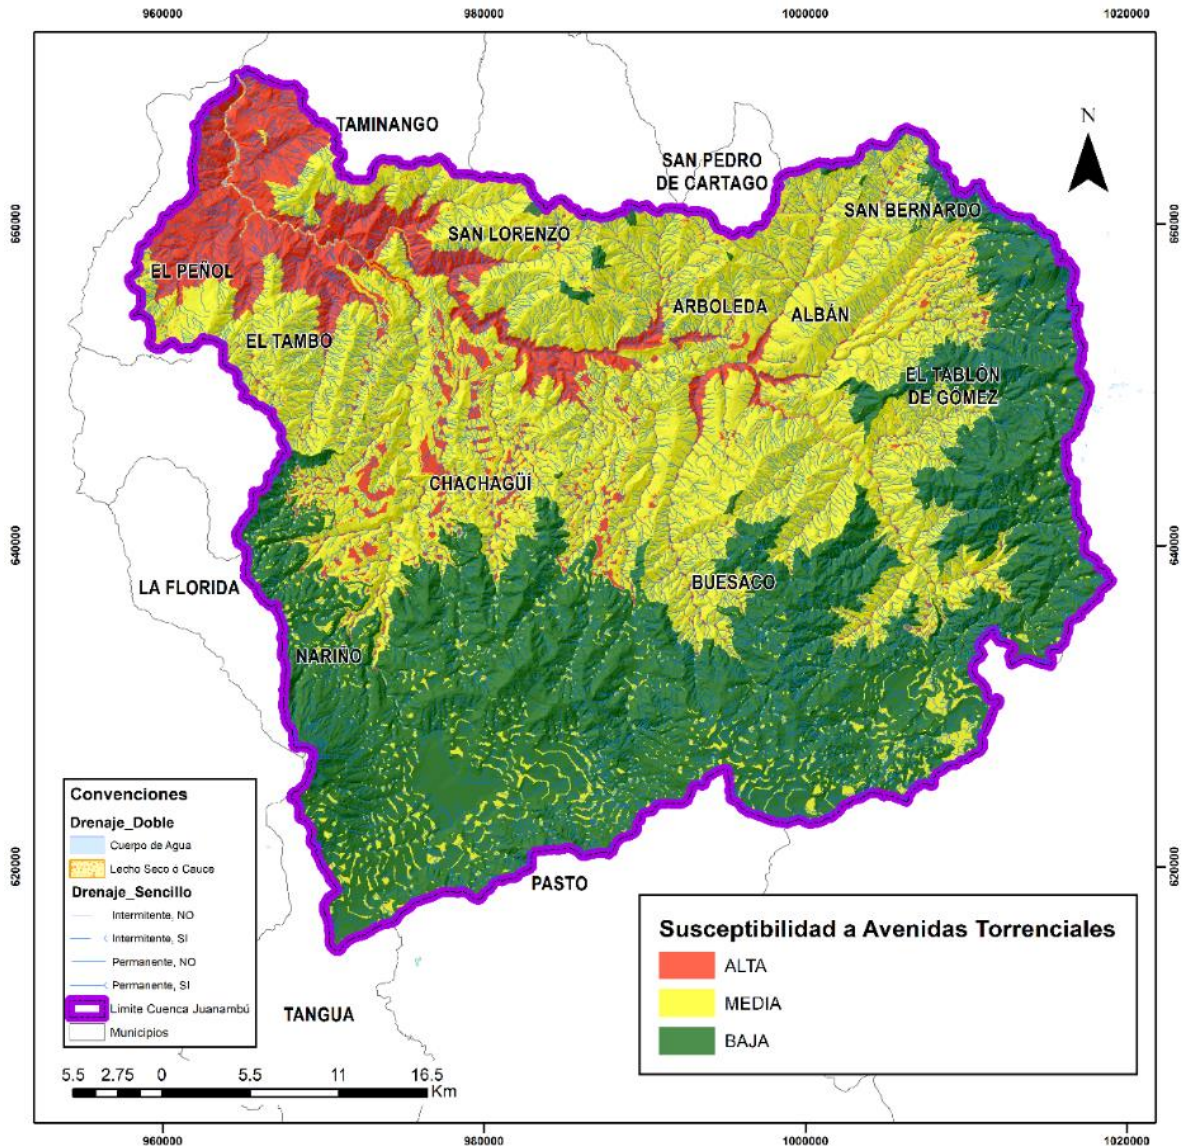 960000
980000
1000000
1020000
TAMINANGO
N
SAN PEDRO
DE CARTAGO
SAN BERNARDO
660000
660000
SAN LORENZO
EL PEÑOL
ARBOLEDA
ALBÁN
EL TAMBO
EL TABLÓN
DE GÓMEZ
CHACHAGÜÍ
640000
640000
LA FLORIDA
BUESACO
NARIÑO
Convenciones
Drenaje_Doble
Cuerpo de Agua
Lecho Seco ó Cauce
Drenaje_Sencillo
Intermitente, NO
Intermitente, SI
Permanente, NO
Permanente, SI
Límite Cuenca Juanambú
Municipios
620000
620000
PASTO
Susceptibilidad a Avenidas Torrenciales
ALTA
MEDIA
BAJA
TANGUA
5.5 2.75 0 5.5 11 16.5
Km
960000
980000
1000000
1020000